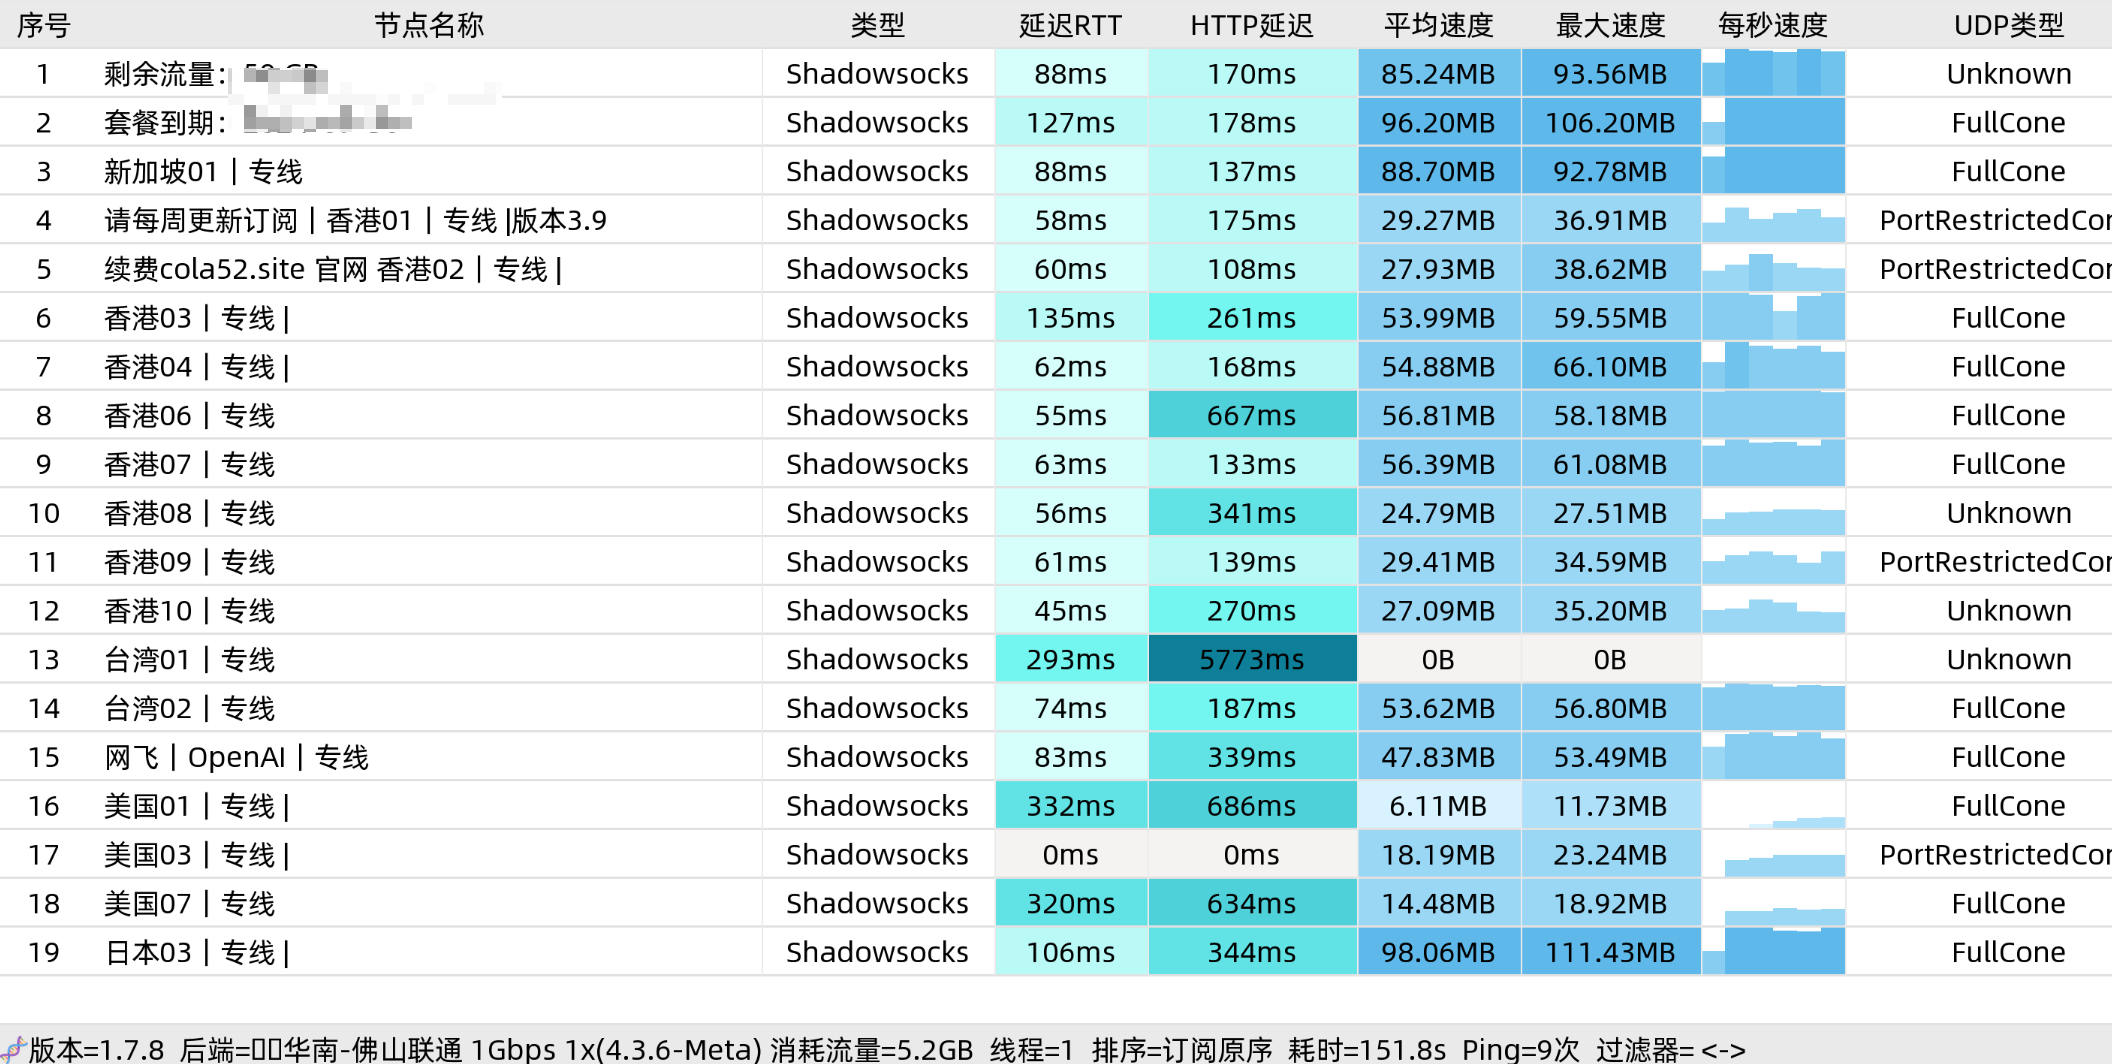 序号 节点名称 类型 延迟RTT HTTP延迟 平均速度 最大速度 每秒速度 UDP类型
1 剩余流量: Shadowsocks 88ms 170ms 85.24MB 93.56MB Unknown
2 套餐到期: Shadowsocks 127ms 178ms 96.20MB 106.20MB FullCone
3 新加坡01｜专线 Shadowsocks 88ms 137ms 88.70MB 92.78MB FullCone
4 请每周更新订阅｜香港01｜专线 |版本3.9 Shadowsocks 58ms 175ms 29.27MB 36.91MB PortRestrictedCor
5 续费cola52.site 官网 香港02｜专线 | Shadowsocks 60ms 108ms 27.93MB 38.62MB PortRestrictedCor
6 香港03｜专线 | Shadowsocks 135ms 261ms 53.99MB 59.55MB FullCone
7 香港04｜专线 | Shadowsocks 62ms 168ms 54.88MB 66.10MB FullCone
8 香港06｜专线 Shadowsocks 55ms 667ms 56.81MB 58.18MB FullCone
9 香港07｜专线 Shadowsocks 63ms 133ms 56.39MB 61.08MB FullCone
10 香港08｜专线 Shadowsocks 56ms 341ms 24.79MB 27.51MB Unknown
11 香港09｜专线 Shadowsocks 61ms 139ms 29.41MB 34.59MB PortRestrictedCor
12 香港10｜专线 Shadowsocks 45ms 270ms 27.09MB 35.20MB Unknown
13 台湾01｜专线 Shadowsocks 293ms 5773ms 0B 0B Unknown
14 台湾02｜专线 Shadowsocks 74ms 187ms 53.62MB 56.80MB FullCone
15 网飞｜OpenAI｜专线 Shadowsocks 83ms 339ms 47.83MB 53.49MB FullCone
16 美国01｜专线 | Shadowsocks 332ms 686ms 6.11MB 11.73MB FullCone
17 美国03｜专线 | Shadowsocks 0ms 0ms 18.19MB 23.24MB PortRestrictedCor
18 美国07｜专线 Shadowsocks 320ms 634ms 14.48MB 18.92MB FullCone
19 日本03｜专线 | Shadowsocks 106ms 344ms 98.06MB 111.43MB FullCone
版本=1.7.8 后端=华南-佛山联通 1Gbps 1x(4.3.6-Meta) 消耗流量=5.2GB 线程=1 排序=订阅原序 耗时=151.8s Ping=9次 过滤器= <->